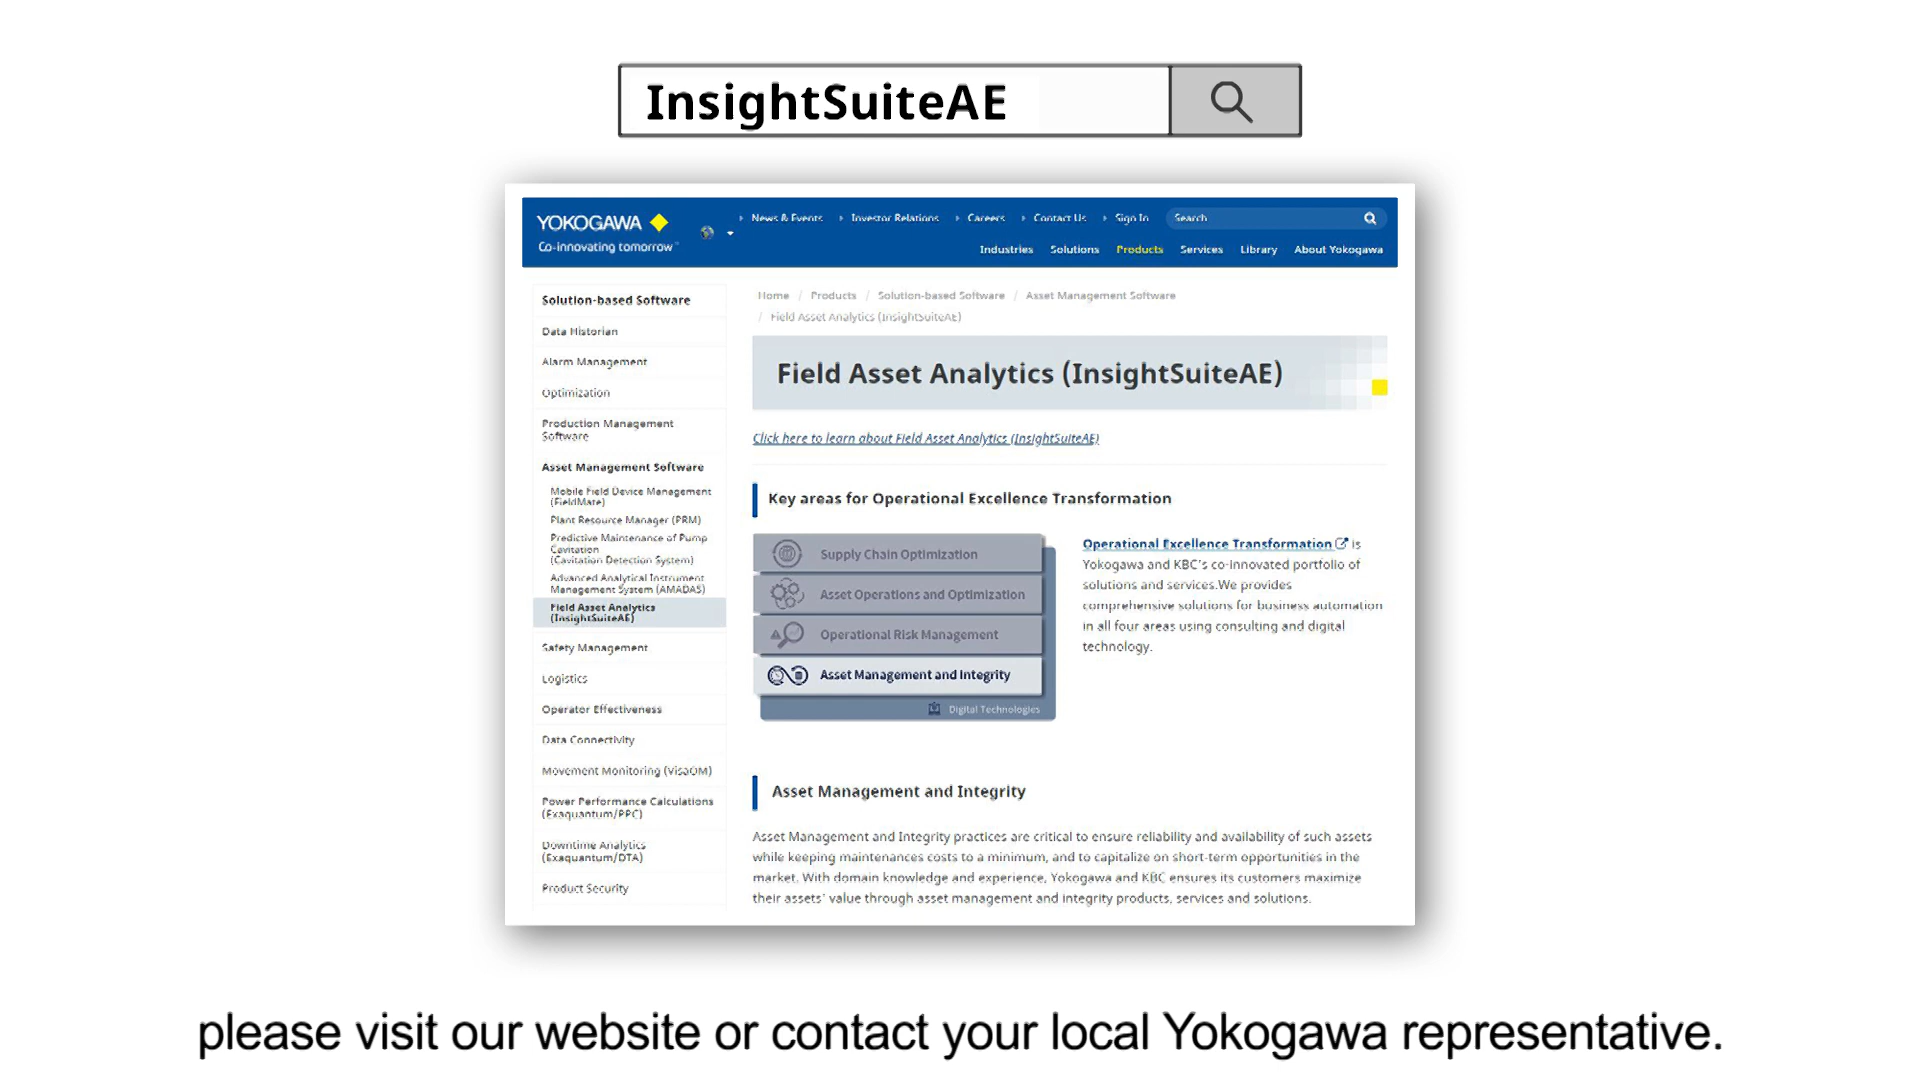 InsightSuiteAE
YOKOGAWA
Co-innovating tomorrow™
News & Events
Investor Relations
Careers
Contact Us
Sign In
Search
Industries
Solutions
Products
Services
Library
About Yokogawa
Solution-based Software
Data Historian
Alarm Management
Optimization
Production Management
Software
Asset Management Software
Mobile Field Device Management
(FieldMate)
Plant Resource Manager (PRM)
Predictive Maintenance of Pump
Cavitation
(Cavitation Detection System)
Advanced Analytical Instrument
Management System (AMADAS)
Field Asset Analytics
(InsightSuiteAE)
Safety Management
Logistics
Operator Effectiveness
Data Connectivity
Movement Monitoring (VisaOM)
Power Performance Calculations
(Exaquantum/PPC)
Downtime Analytics
(Exaquantum/DTA)
Product Security
Home / Products / Solution-based Software / Asset Management Software
/ Field Asset Analytics (InsightSuiteAE)
Field Asset Analytics (InsightSuiteAE)
Click here to learn about Field Asset Analytics (InsightSuiteAE)
Key areas for Operational Excellence Transformation
Supply Chain Optimization
Asset Operations and Optimization
Operational Risk Management
Asset Management and Integrity
Digital Technologies
Operational Excellence Transformation is
Yokogawa and KBC's co-innovated portfolio of
solutions and services.We provides
comprehensive solutions for business automation
in all four areas using consulting and digital
technology.
Asset Management and Integrity
Asset Management and Integrity practices are critical to ensure reliability and availability of such assets
while keeping maintenances costs to a minimum, and to capitalize on short-term opportunities in the
market. With domain knowledge and experience, Yokogawa and KBC ensures its customers maximize
their assets' value through asset management and integrity products, services and solutions.
please visit our website or contact your local Yokogawa representative.